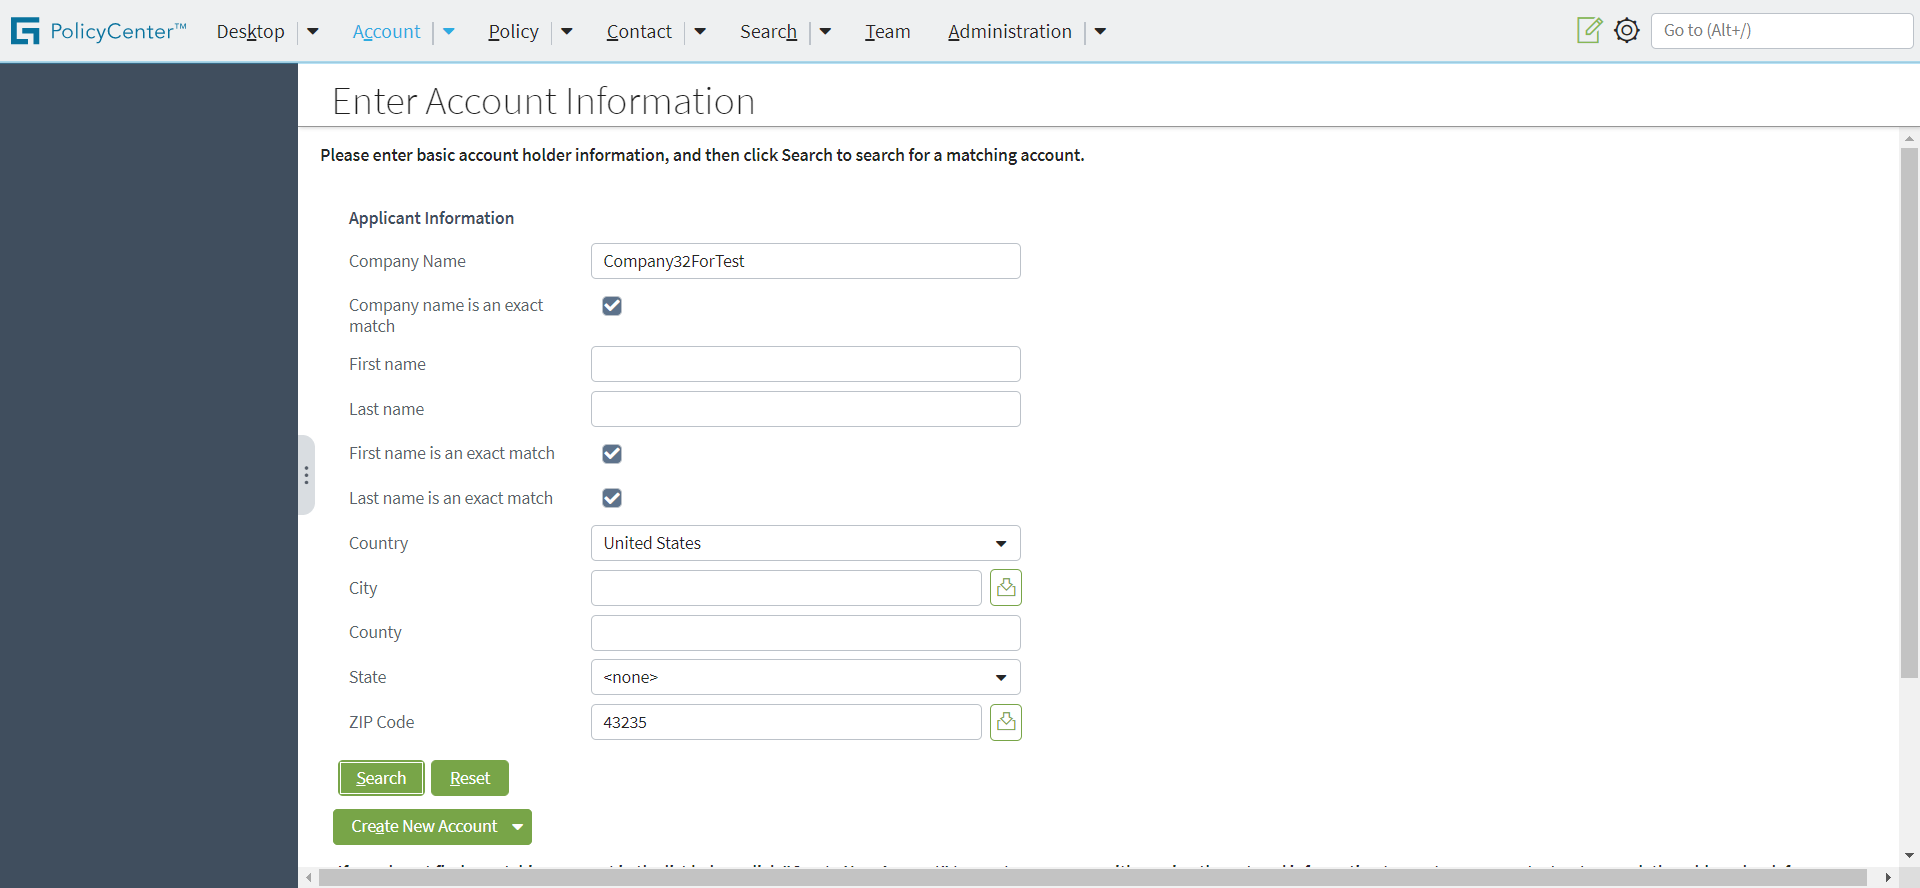 PolicyCenter™ Desktop Account Policy Contact Search Team Administration Go to (Alt+/)
Enter Account Information
Please enter basic account holder information, and then click Search to search for a matching account.
Applicant Information
Company Name Company32ForTest
Company name is an exact
match
First name
Last name
First name is an exact match
Last name is an exact match
Country United States
City
County
State <none>
ZIP Code 43235
Search Reset
Create New Account